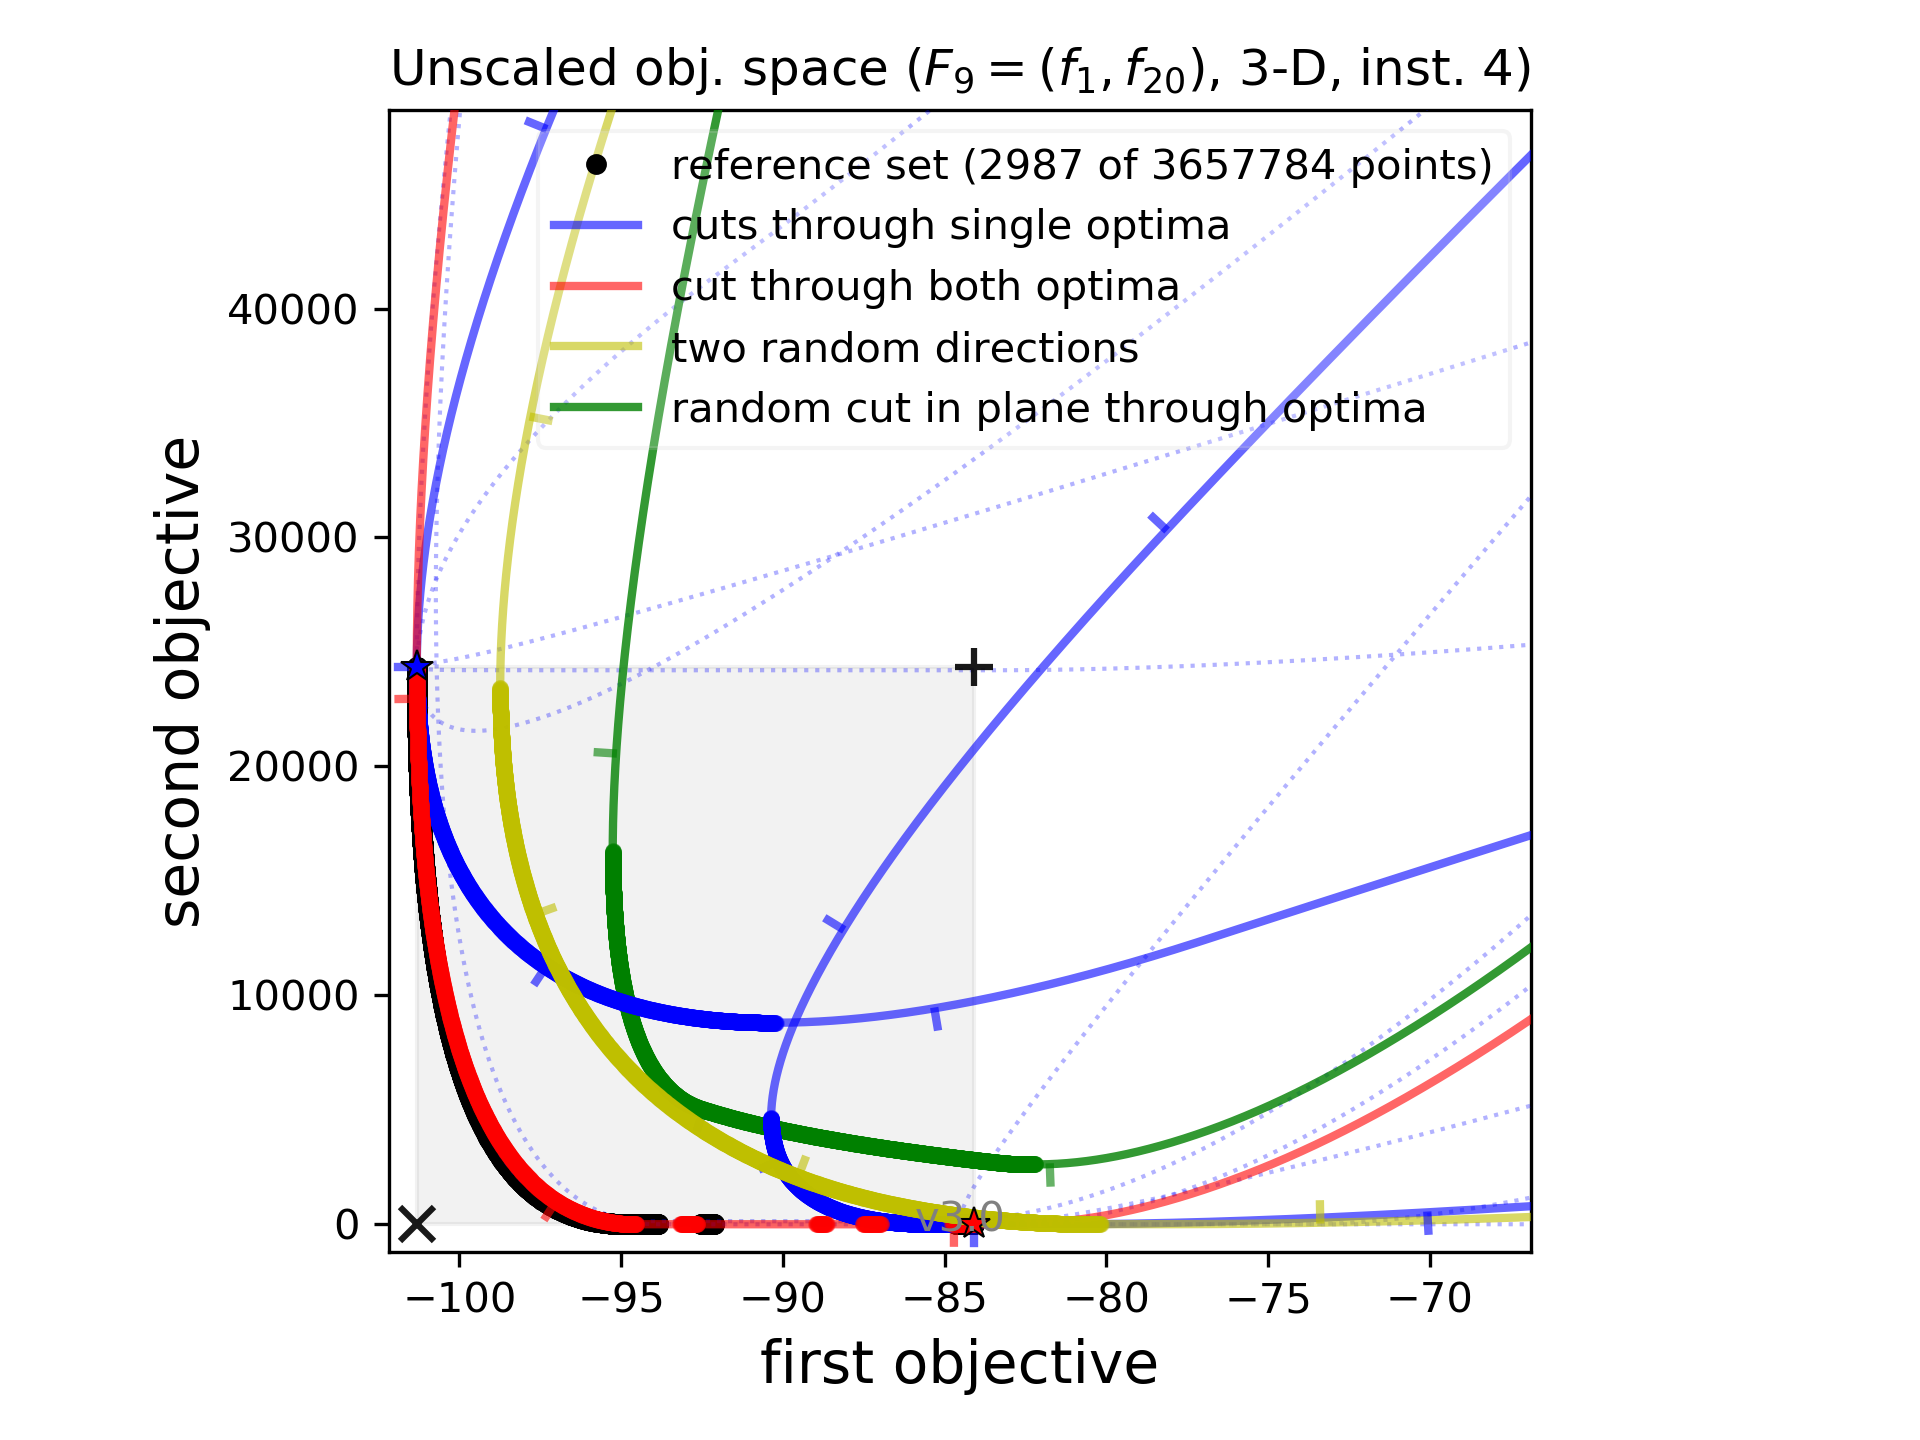 Unscaled obj. space (F₉ = (f₁, f₂₀), 3-D, inst. 4)
reference set (2987 of 3657784 points)
cuts through single optima
cut through both optima
two random directions
random cut in plane through optima
second objective
40000
30000
20000
10000
0
v3.0
−100
−95
−90
−85
−80
−75
−70
first objective